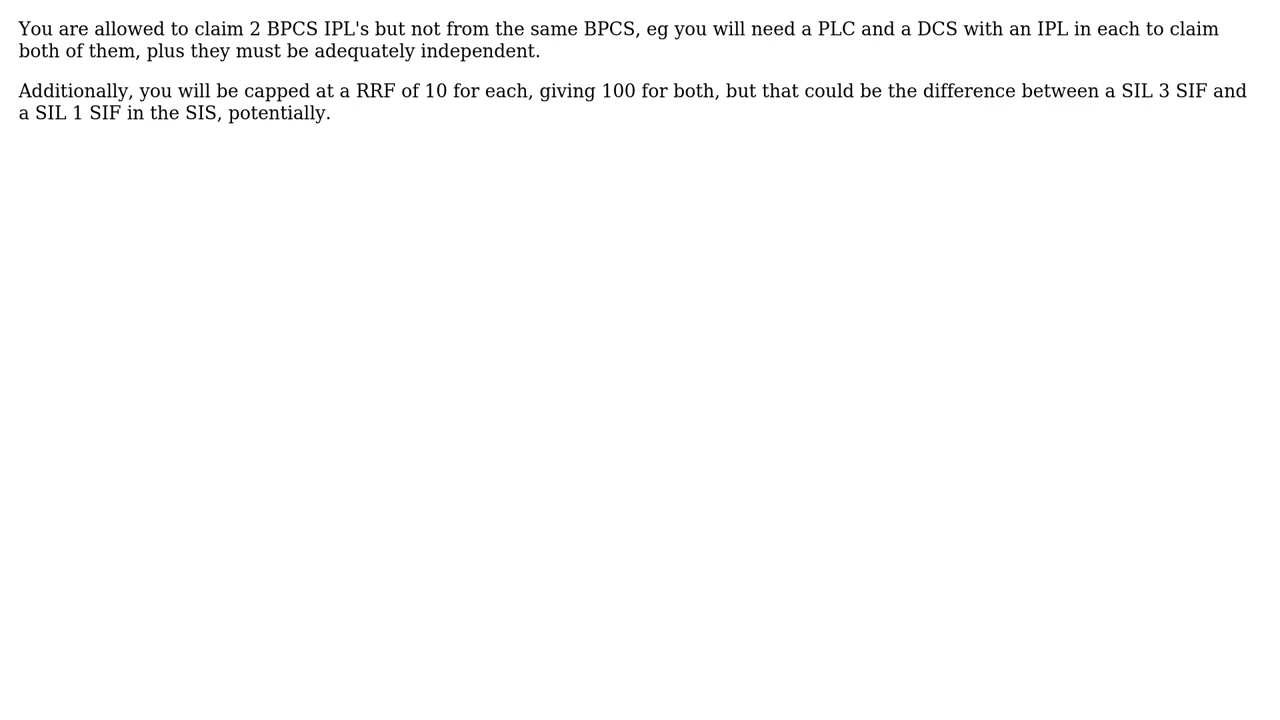 You are allowed to claim 2 BPCS IPL's but not from the same BPCS, eg you will need a PLC and a DCS with an IPL in each to claim
both of them, plus they must be adequately independent.
Additionally, you will be capped at a RRF of 10 for each, giving 100 for both, but that could be the difference between a SIL 3 SIF and
a SIL 1 SIF in the SIS, potentially.